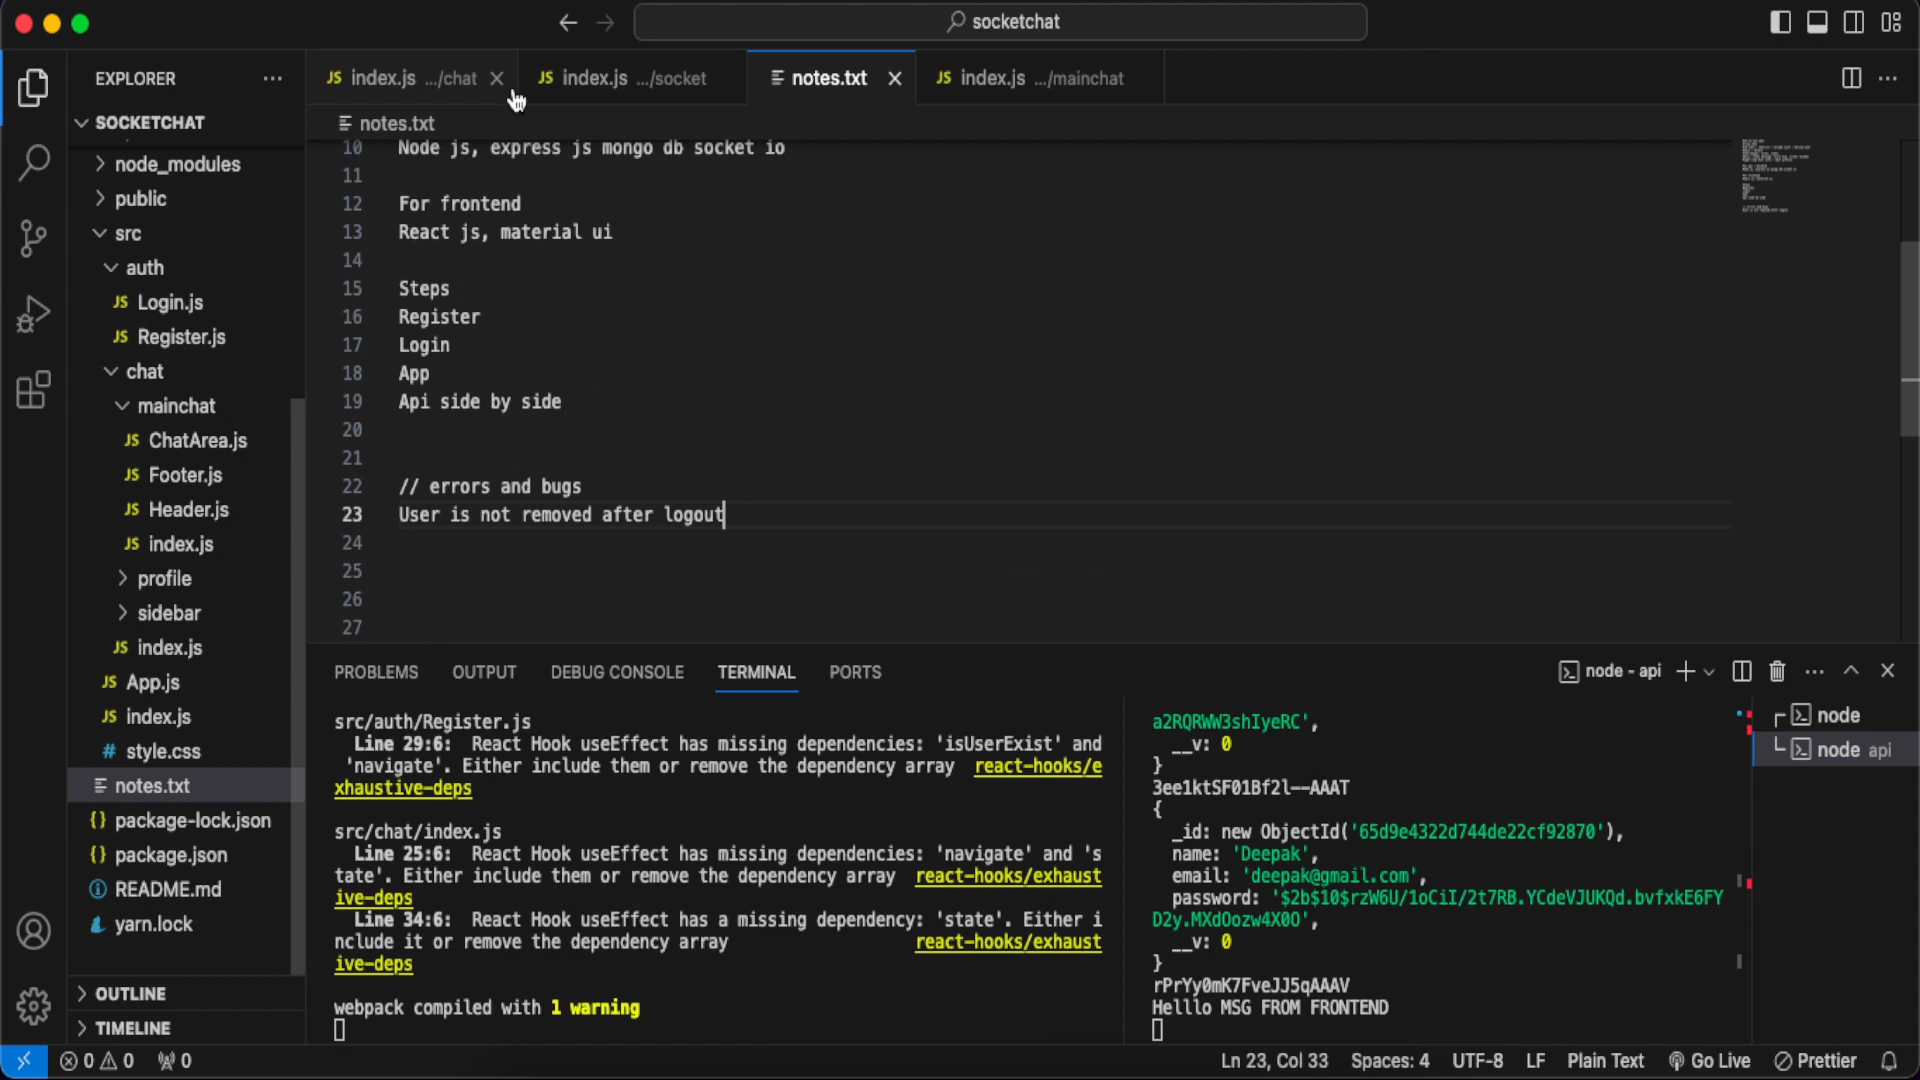 socketchat
EXPLORER
index.js .../chat
index.js .../socket
notes.txt
index.js .../mainchat
SOCKETCHAT
node_modules
public
src
auth
JS Login.js
JS Register.js
chat
mainchat
JS ChatArea.js
JS Footer.js
JS Header.js
JS index.js
profile
sidebar
JS index.js
JS App.js
JS index.js
# style.css
notes.txt
{} package-lock.json
{} package.json
README.md
yarn.lock
OUTLINE
TIMELINE
notes.txt
10 Node js, express js mongo db socket io
11
12 For frontend
13 React js, material ui
14
15 Steps
16 Register
17 Login
18 App
19 Api side by side
20
21
22 // errors and bugs
23 User is not removed after logout
24
25
26
27
PROBLEMS OUTPUT DEBUG CONSOLE TERMINAL PORTS
node - api
src/auth/Register.js
Line 29:6: React Hook useEffect has missing dependencies: 'isUserExist' and
'navigate'. Either include them or remove the dependency array react-hooks/e
xhaustive-deps
src/chat/index.js
Line 25:6: React Hook useEffect has missing dependencies: 'navigate' and 's
tate'. Either include them or remove the dependency array react-hooks/exhaust
ive-deps
Line 34:6: React Hook useEffect has a missing dependency: 'state'. Either i
nclude it or remove the dependency array react-hooks/exhaust
ive-deps
webpack compiled with 1 warning
a2RQRWW3shIyeRC',
__v: 0
}
3ee1ktSF01Bf2l--AAAT
{
_id: new ObjectId('65d9e4322d744de22cf92870'),
name: 'Deepak',
email: 'deepak@gmail.com',
password: '$2b$10$rzW6U/1oCiI/2t7RB.YCdeVJUKQd.bvfxkE6FY
D2y.MXdOozw4X0O',
__v: 0
}
rPrYy0mK7FveJJ5qAAAV
Helllo MSG FROM FRONTEND
node
node api
0 0 0
Ln 23, Col 33 Spaces: 4 UTF-8 LF Plain Text Go Live Prettier